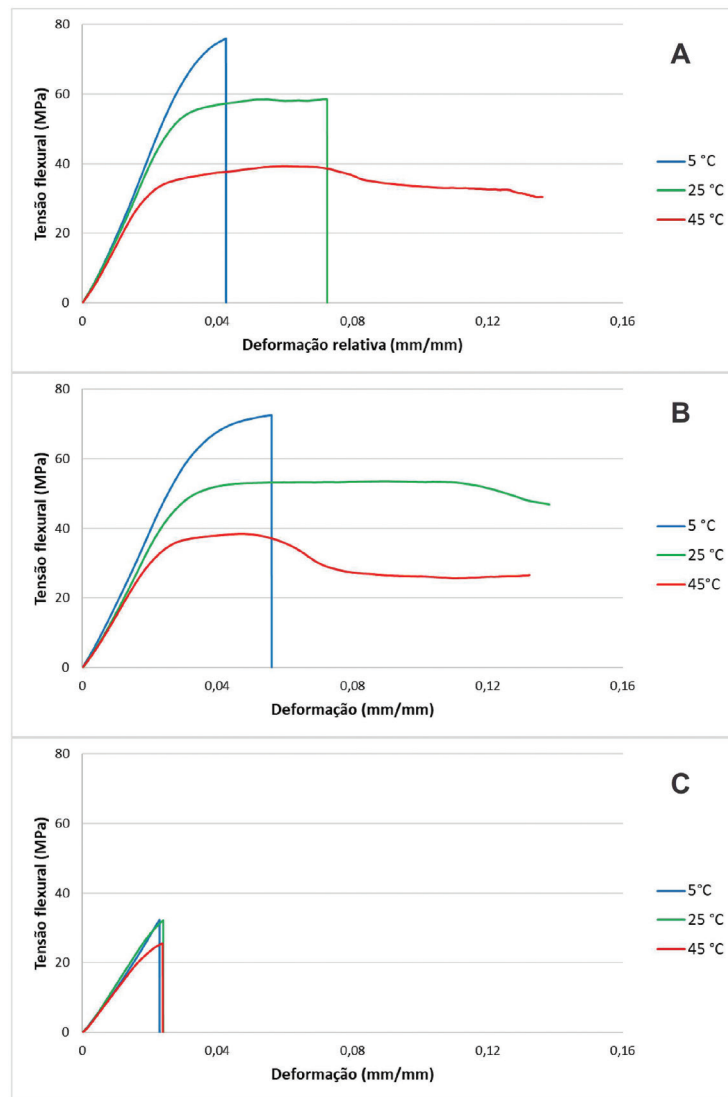 80
60
40
20
0
Tensão flexural (MPa)
0
0,04
0,08
0,12
0,16
Deformação relativa (mm/mm)
A
5 °C
25 °C
45 °C
80
60
40
20
0
Tensão flexural (MPa)
0
0,04
0,08
0,12
0,16
Deformação (mm/mm)
B
5 °C
25 °C
45°C
80
60
40
20
0
Tensão flexural (MPa)
0
0,04
0,08
0,12
0,16
Deformação (mm/mm)
C
5°C
25 °C
45 °C